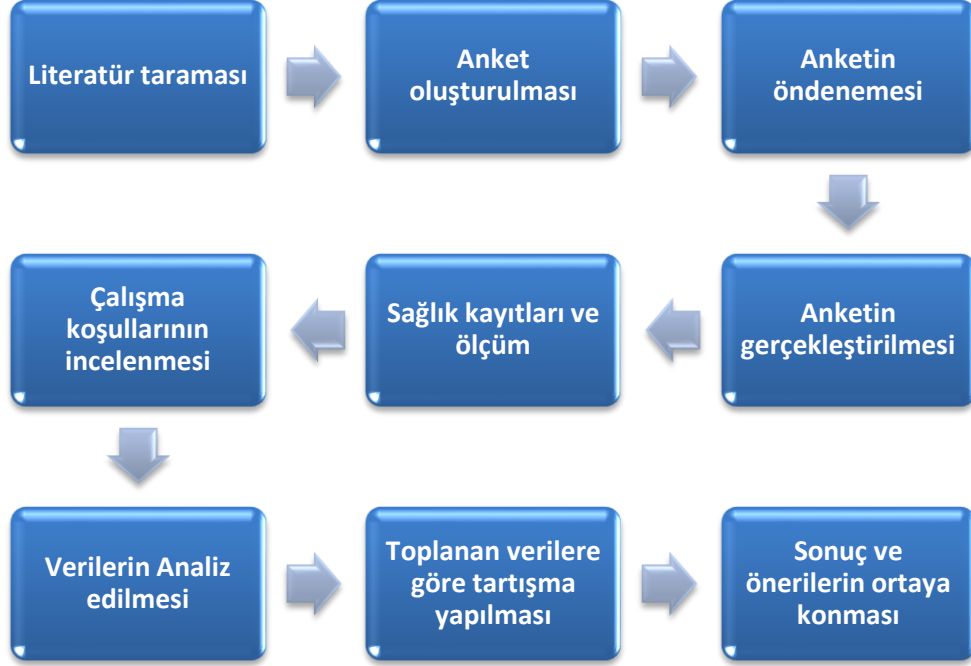 Literatür taraması
Anket
oluşturulması
Anketin
öndenemesi
Anketin
gerçekleştirilmesi
Sağlık kayıtları ve
ölçüm
Çalışma
koşullarının
incelenmesi
Verilerin Analiz
edilmesi
Toplanan verilere
göre tartışma
yapılması
Sonuç ve
önerilerin ortaya
konması